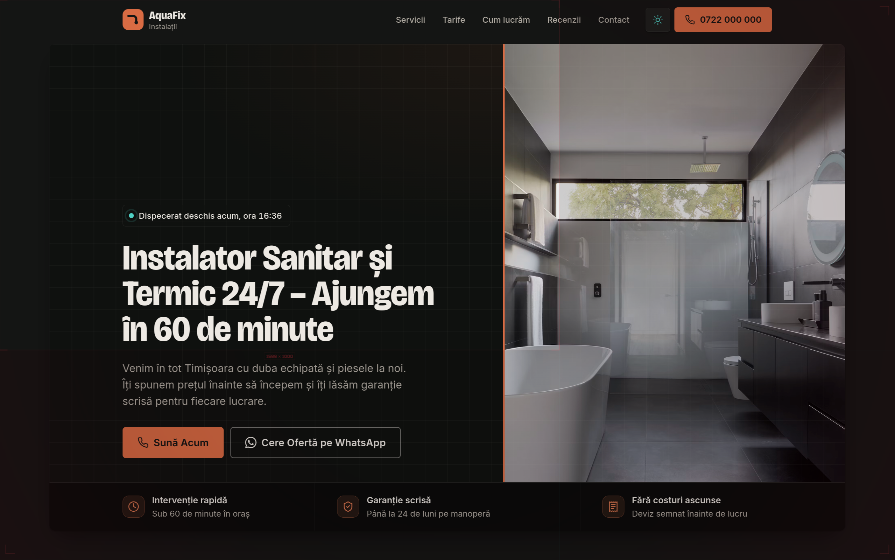 AquaFix
Instalații
Servicii
Tarife
Cum lucrăm
Recenzii
Contact
0722 000 000
Dispecerat deschis acum, ora 16:36
Instalator Sanitar și
Termic 24/7 – Ajungem
în 60 de minute
Venim în tot Timișoara cu duba echipată și piesele la noi.
Îți spunem prețul înainte să începem și îți lăsăm garanție
scrisă pentru fiecare lucrare.
Sună Acum
Cere Ofertă pe WhatsApp
Intervenție rapidă
Sub 60 de minute în oraș
Garanție scrisă
Până la 24 de luni pe manoperă
Fără costuri ascunse
Deviz semnat înainte de lucru